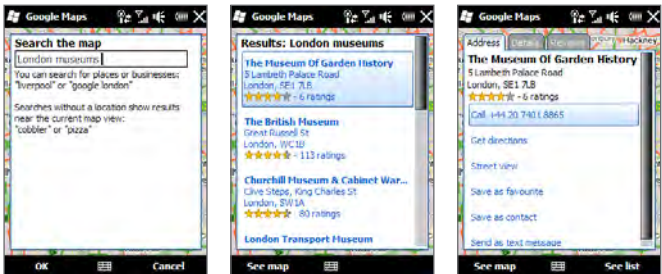 Google Maps
Search the map
London museums
You can search for places or businesses:
"liverpool" or "google london"
Searches without a location show results
near the current map view:
"cobbler" or "pizza"
OK
Cancel
Google Maps
Results: London museums
The Museum Of Garden History
5 Lambeth Palace Road
London, SE1 7LB
- 6 ratings
The British Museum
Great Russell St
London, WC1B
- 113 ratings
Churchill Museum & Cabinet War...
Clive Steps, King Charles St
London, SW1A
- 80 ratings
London Transport Museum
See map
Google Maps
Address
Details
Reviews
Hackney
The Museum Of Garden History
5 Lambeth Palace Road
London, SE1 7LB
- 6 ratings
Call +44 20 7401 8865
Get directions
Street view
Save as favourite
Save as contact
Send as text message
See map
See list